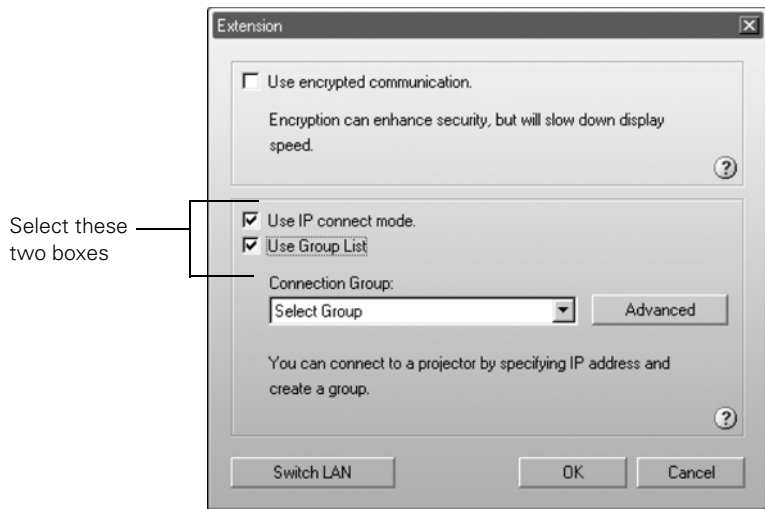 Extension
Use encrypted communication.
Encryption can enhance security, but will slow down display
speed.
?
Select these
two boxes
Use IP connect mode.
Use Group List
Connection Group:
Select Group
Advanced
You can connect to a projector by specifying IP address and
create a group.
?
Switch LAN
OK
Cancel